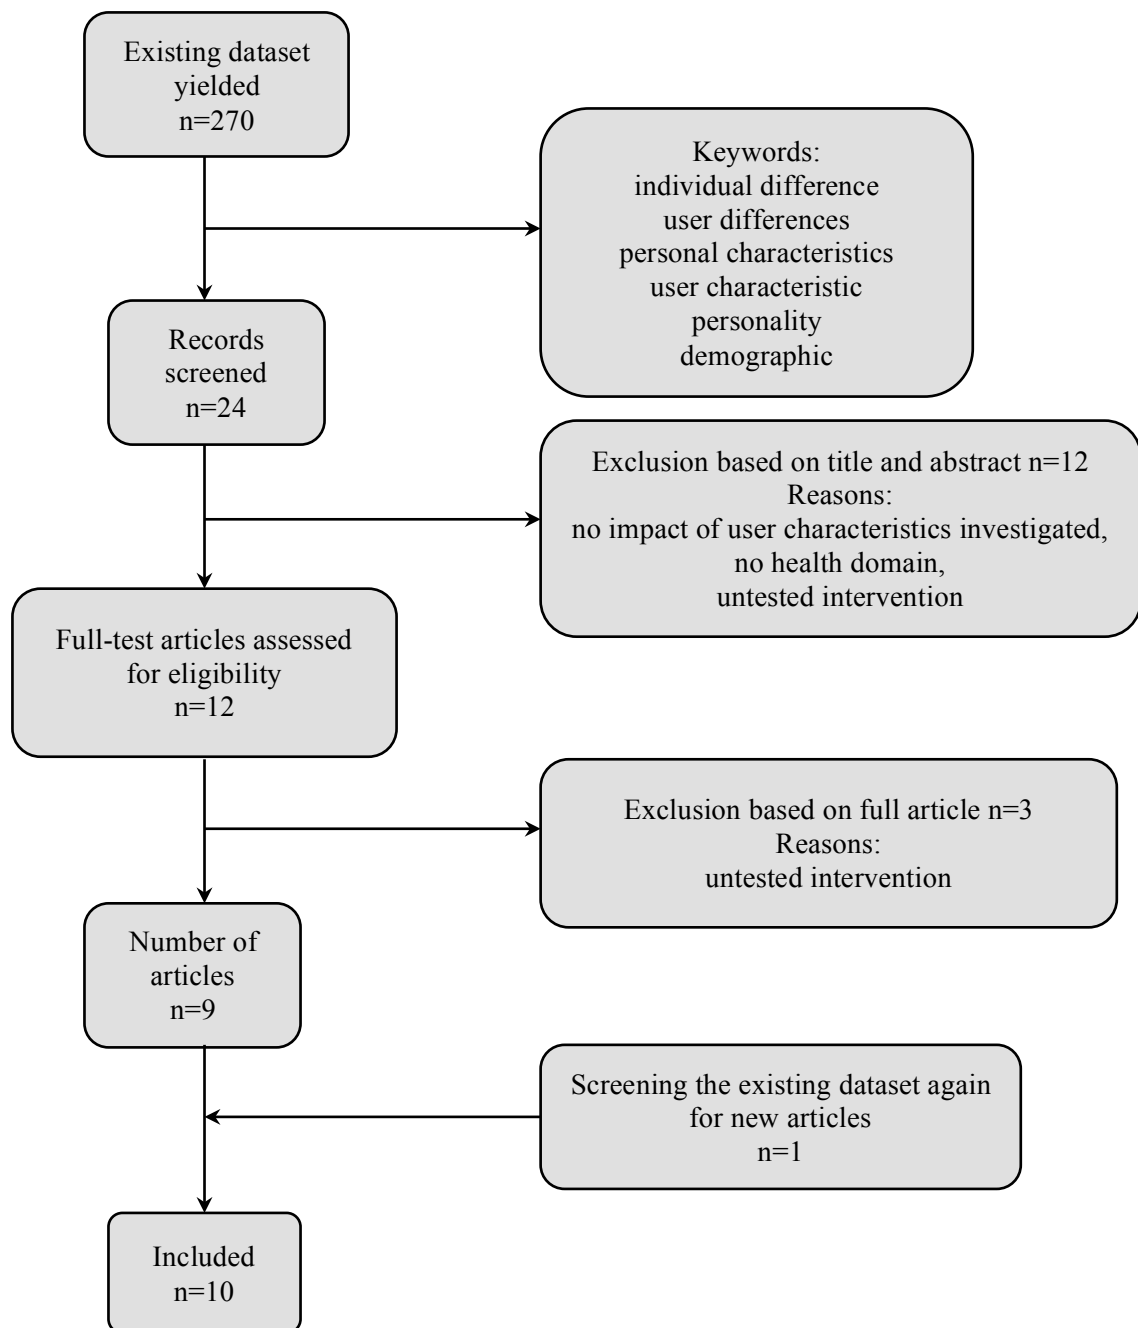 Existing dataset
yielded
n=270
Keywords:
individual difference
user differences
personal characteristics
user characteristic
personality
demographic
Records
screened
n=24
Exclusion based on title and abstract n=12
Reasons:
no impact of user characteristics investigated,
no health domain,
untested intervention
Full-test articles assessed
for eligibility
n=12
Exclusion based on full article n=3
Reasons:
untested intervention
Number of
articles
n=9
Screening the existing dataset again
for new articles
n=1
Included
n=10